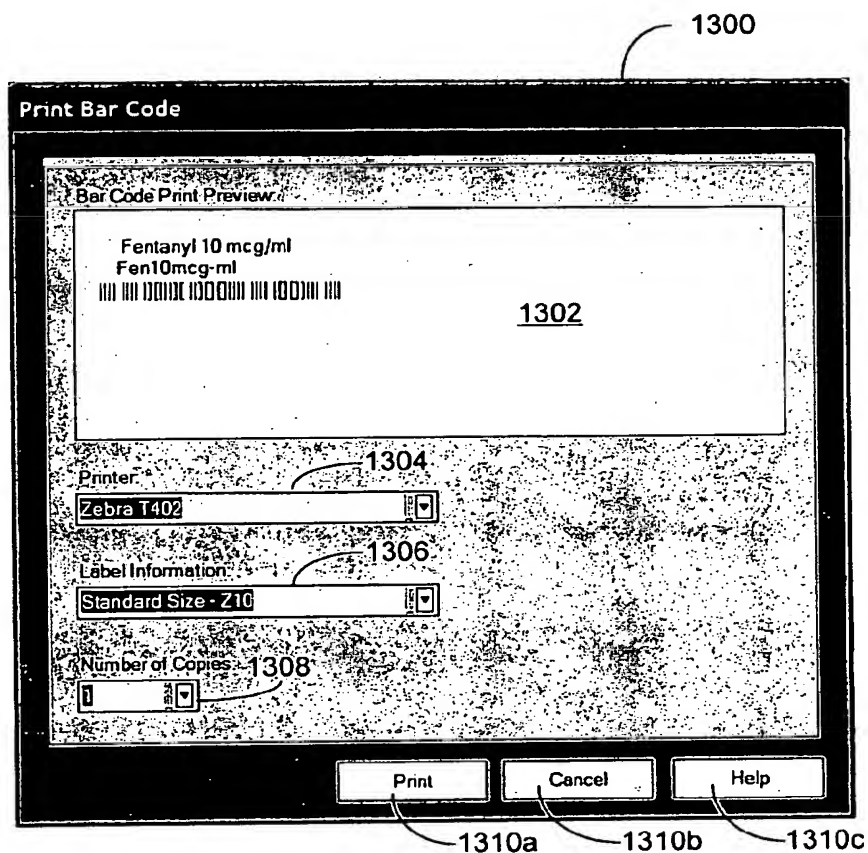 1300
Print Bar Code
Bar Code Print Preview:
Fentanyl 10 mcg/ml
Fen10mcg-ml
1302
1304
Printer:
Zebra T402
1306
Label Information:
Standard Size - Z10
Number of Copies 1308
1
Print Cancel Help
1310a 1310b 1310c